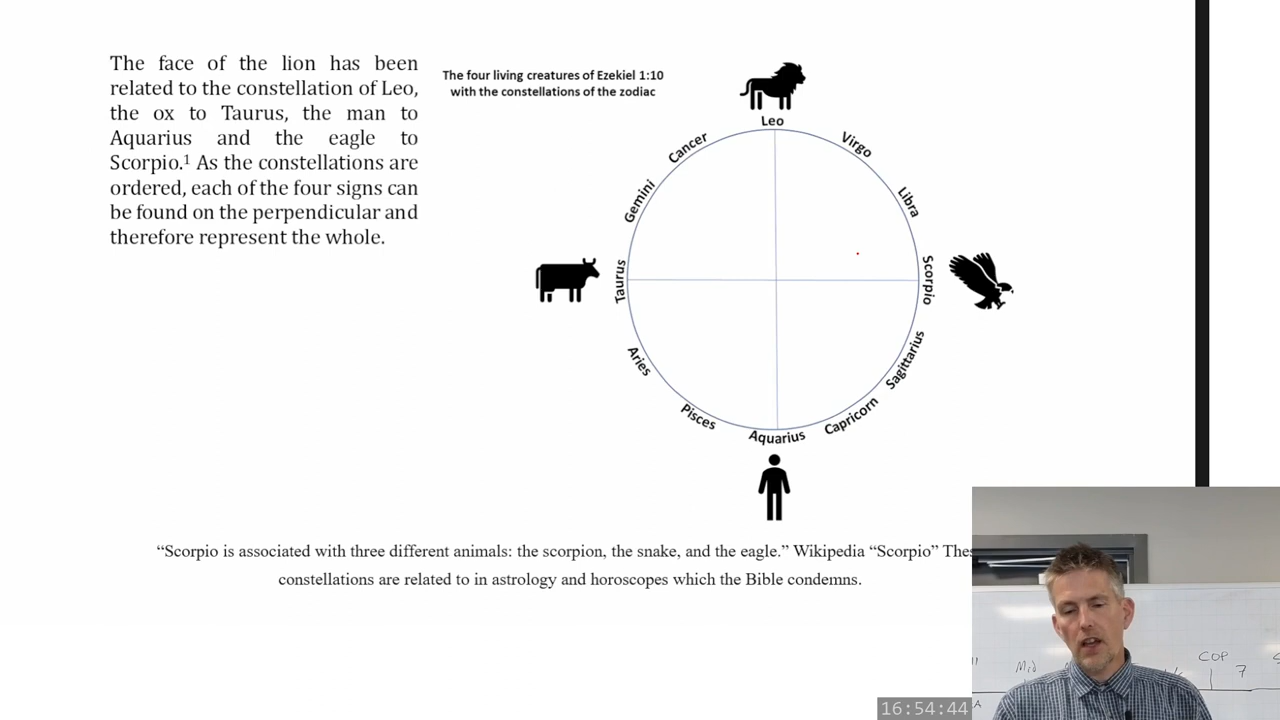 The face of the lion has been
related to the constellation of Leo,
the ox to Taurus, the man to
Aquarius and the eagle to
Scorpio.¹ As the constellations are
ordered, each of the four signs can
be found on the perpendicular and
therefore represent the whole.
The four living creatures of Ezekiel 1:10
with the constellations of the zodiac
Leo
Virgo
Libra
Scorpio
Sagittarius
Capricorn
Aquarius
Pisces
Aries
Taurus
Gemini
Cancer
“Scorpio is associated with three different animals: the scorpion, the snake, and the eagle.” Wikipedia “Scorpio”
constellations are related to in astrology and horoscopes which the Bible condemns.
COP
7
16:54:44